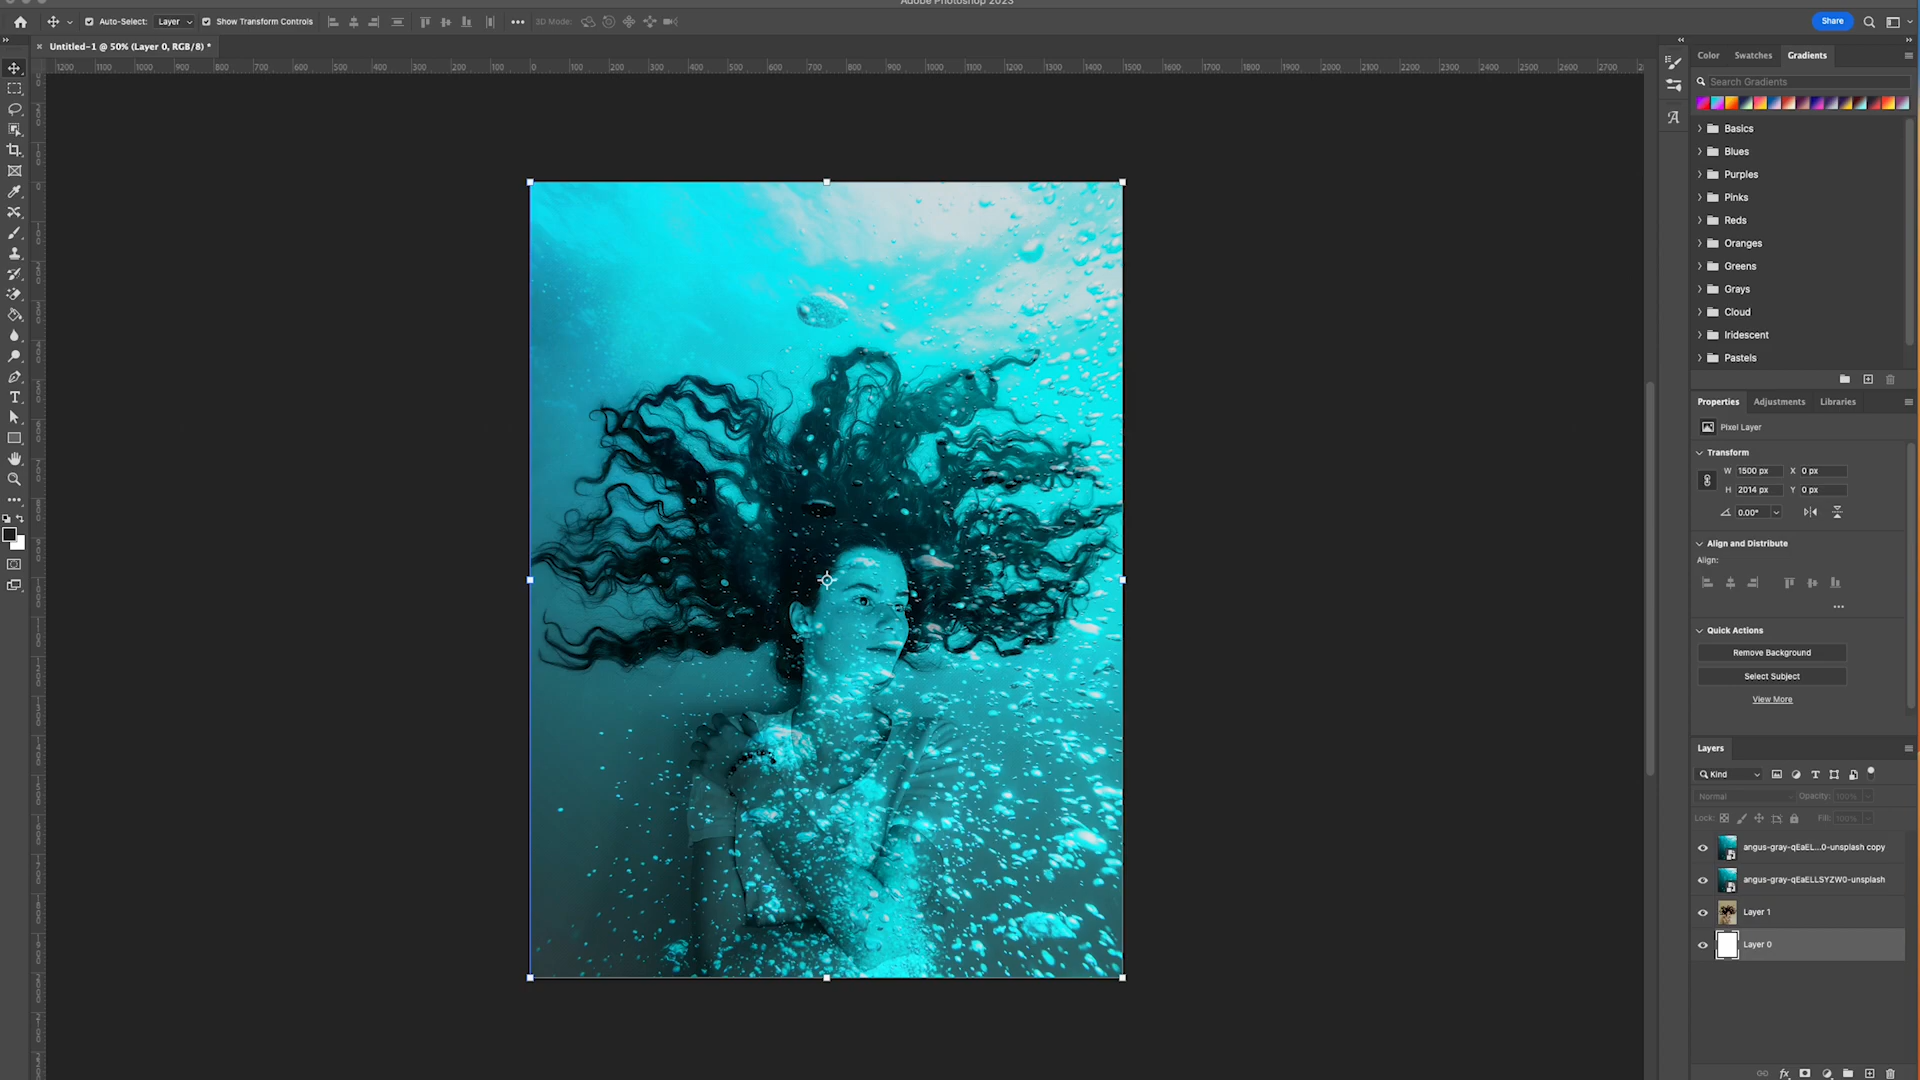 Adobe Photoshop 2023
Auto-Select: Layer Show Transform Controls 3D Mode: Share
Untitled-1 @ 50% (Layer 0, RGB/8) *
1200 1100 1000 900 800 700 600 500 400 300 200 100 0 100 200 300 400 500 600 700 800 900 1000 1100 1200 1300 1400 1500 1600 1700 1800 1900 2000 2100 2200 2300 2400 2500 2600 2700
Color Swatches Gradients
Search Gradients
Basics
Blues
Purples
Pinks
Reds
Oranges
Greens
Grays
Cloud
Iridescent
Pastels
Properties Adjustments Libraries
Pixel Layer
Transform
W 1500 px X 0 px
H 2014 px Y 0 px
0.00°
Align and Distribute
Align:
Quick Actions
Remove Background
Select Subject
View More
Layers
Kind
Normal Opacity: 100%
Lock: Fill: 100%
angus-gray-qEaEL...0-unsplash copy
angus-gray-qEaELLSYZW0-unsplash
Layer 1
Layer 0